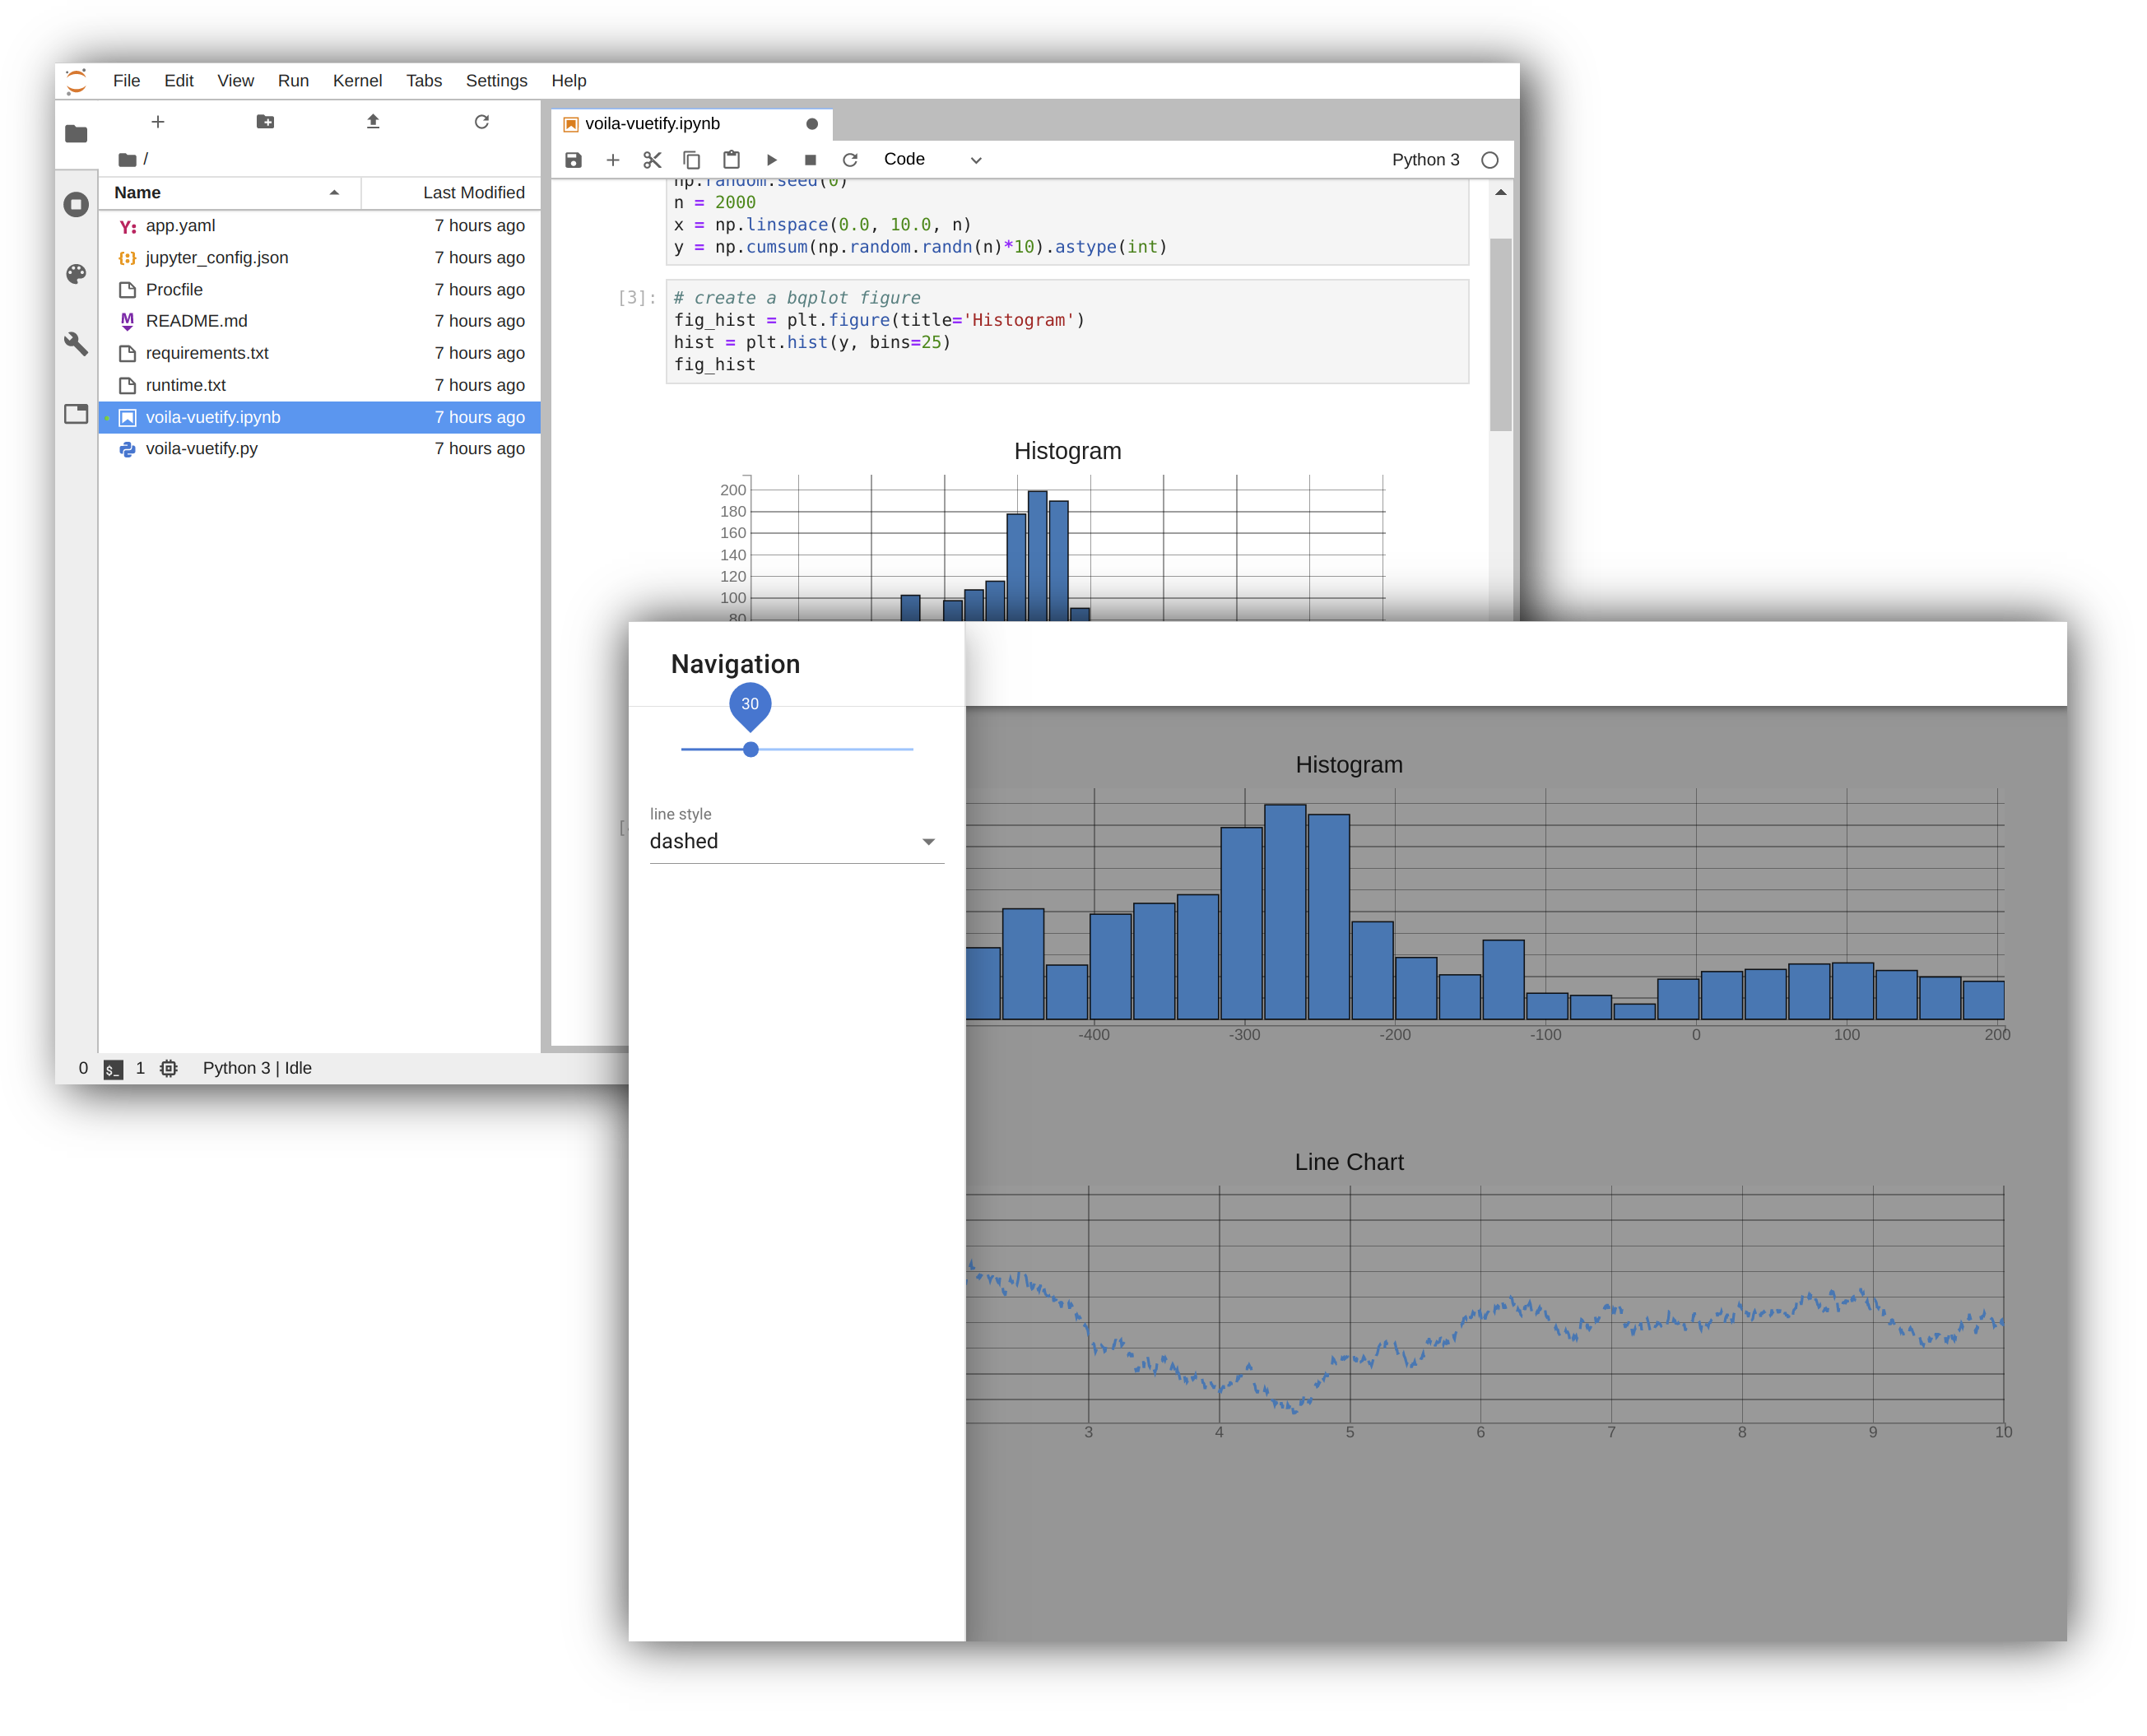 File Edit View Run Kernel Tabs Settings Help
/
Name Last Modified
app.yaml 7 hours ago
jupyter_config.json 7 hours ago
Procfile 7 hours ago
README.md 7 hours ago
requirements.txt 7 hours ago
runtime.txt 7 hours ago
voila-vuetify.ipynb 7 hours ago
voila-vuetify.py 7 hours ago
voila-vuetify.ipynb
Code Python 3
np.random.seed(0)
n = 2000
x = np.linspace(0.0, 10.0, n)
y = np.cumsum(np.random.randn(n)*10).astype(int)
[3]: # create a bqplot figure
fig_hist = plt.figure(title='Histogram')
hist = plt.hist(y, bins=25)
fig_hist
Histogram
200
180
160
140
120
100
80
0 $_ 1 Python 3 | Idle
Navigation
30
line style
dashed
Histogram
-400 -300 -200 -100 0 100 200
Line Chart
3 4 5 6 7 8 9 10